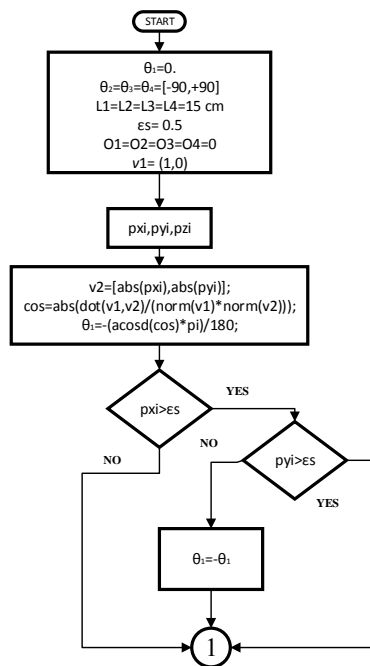 START
θ₁=0.
θ₂=θ₃=θ₄=[-90,+90]
L1=L2=L3=L4=15 cm
εs= 0.5
O1=O2=O3=O4=0
v1= (1,0)
pxi,pyi,pzi
v2=[abs(pxi),abs(pyi)];
cos=abs(dot(v1,v2)/(norm(v1)*norm(v2)));
θ₁=-(acosd(cos)*pi)/180;
YES
pxi>εs
NO
NO
pyi>εs
YES
θ₁=-θ₁
1